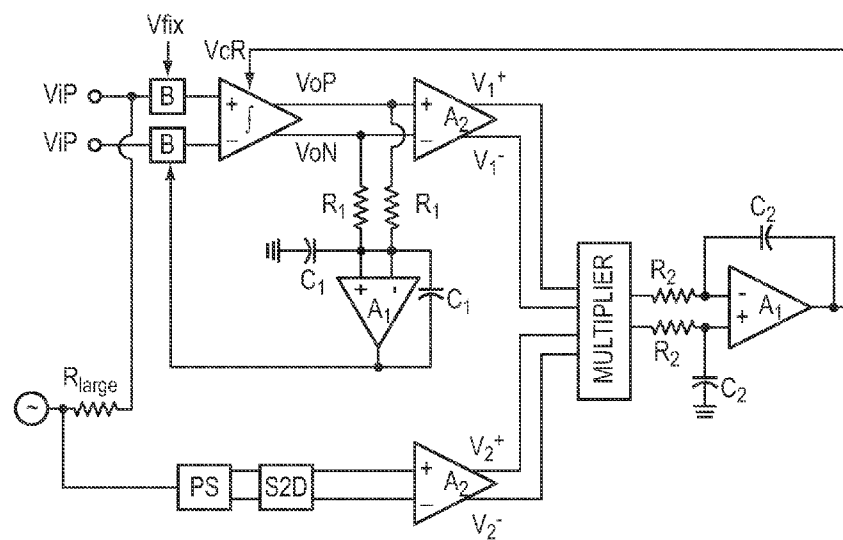 Vfix
VcR
ViP
B
+
∫
−
VoP
+
A2
−
V1+
ViP
B
VoN
V1-
R1
R1
C1
+
-
A1
C1
MULTIPLIER
R2
R2
C2
-
+
A1
C2
Rlarge
~
PS
S2D
+
A2
−
V2+
V2-